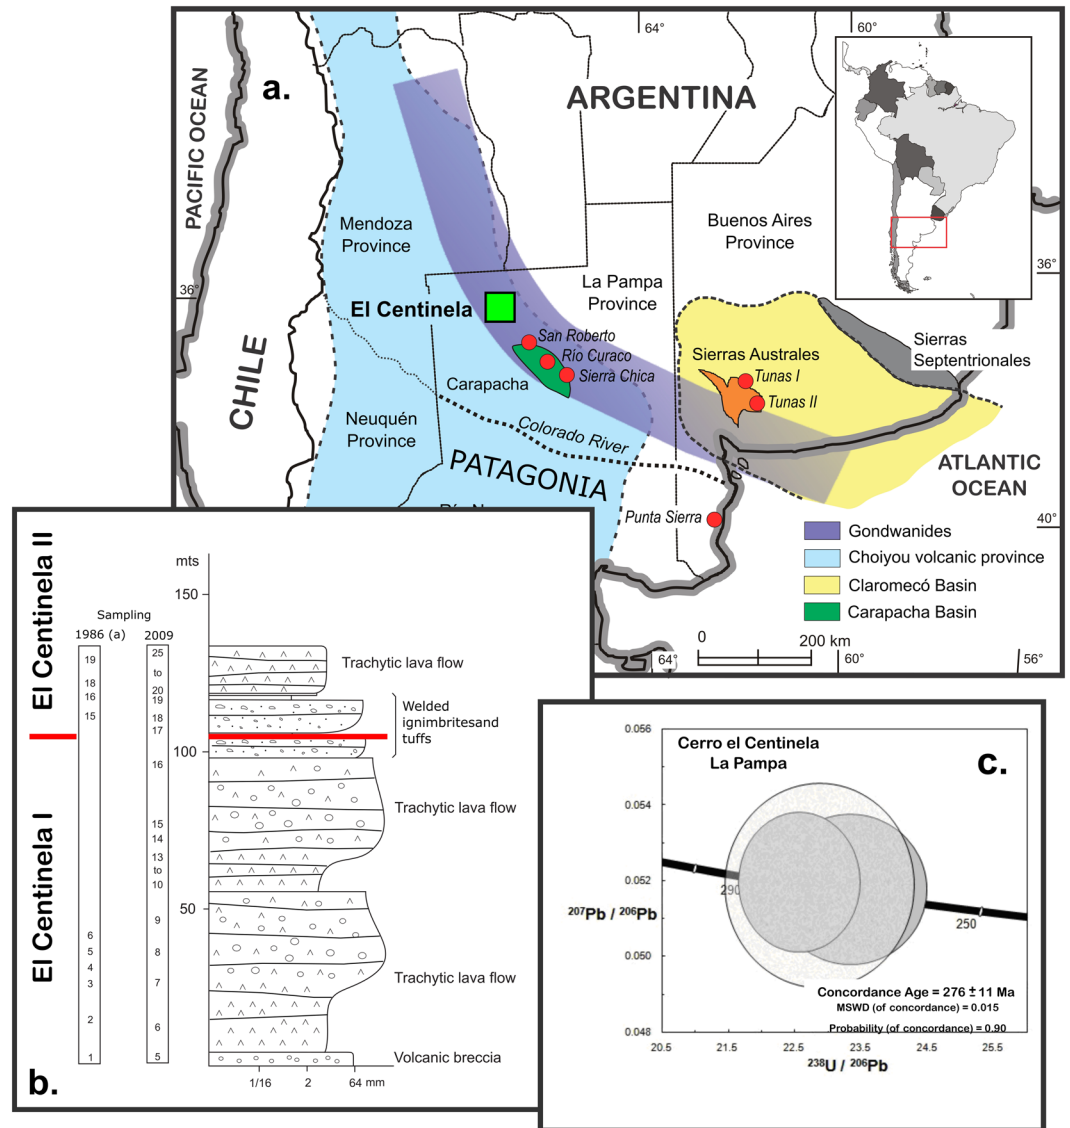 a.
64°
60°
PACIFIC OCEAN
ARGENTINA
Mendoza
Province
Buenos Aires
Province
La Pampa
Province
36°
36°
El Centinela
San Roberto
Río Curaco
Sierra Chica
Carapacha
Sierras Australes
Tunas I
Tunas II
Sierras
Septentrionales
CHILE
Neuquén
Province
Colorado River
PATAGONIA
ATLANTIC
OCEAN
Punta Sierra
40°
Gondwanides
Choiyou volcanic province
Claromecó Basin
Carapacha Basin
0
200 km
64°
60°
56°
El Centinela II
El Centinela I
mts
150
100
50
Sampling
1986 (a)
2009
19
18
16
15
6
5
4
3
2
1
25
to
20
19
18
17
16
15
14
13
to
10
9
8
7
6
5
Trachytic lava flow
Welded
ignimbritesand
tuffs
Trachytic lava flow
Trachytic lava flow
Volcanic breccia
1/16
2
64 mm
b.
Cerro el Centinela
La Pampa
c.
0.056
0.054
0.052
0.050
0.048
207Pb / 206Pb
290
250
Concordance Age = 276 ± 11 Ma
MSWD (of concordance) = 0.015
Probability (of concordance) = 0.90
20.5
21.5
22.5
23.5
24.5
25.5
238U / 206Pb